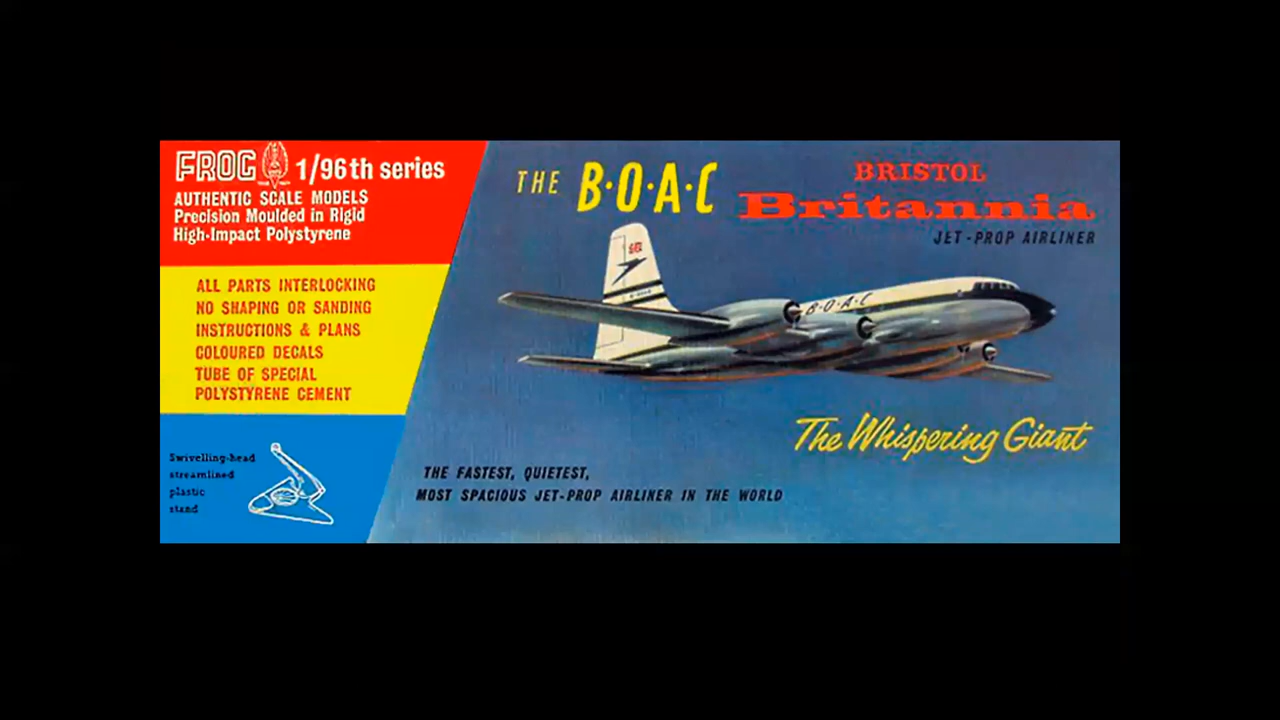 FROG 1/96th series
AUTHENTIC SCALE MODELS
Precision Moulded in Rigid
High-Impact Polystyrene
ALL PARTS INTERLOCKING
NO SHAPING OR SANDING
INSTRUCTIONS & PLANS
COLOURED DECALS
TUBE OF SPECIAL
POLYSTYRENE CEMENT
Swivelling-head
streamlined
plastic
stand
THE B·O·A·C
BRISTOL
Britannia
JET-PROP AIRLINER
B·O·A·C
The Whispering Giant
THE FASTEST, QUIETEST,
MOST SPACIOUS JET-PROP AIRLINER IN THE WORLD